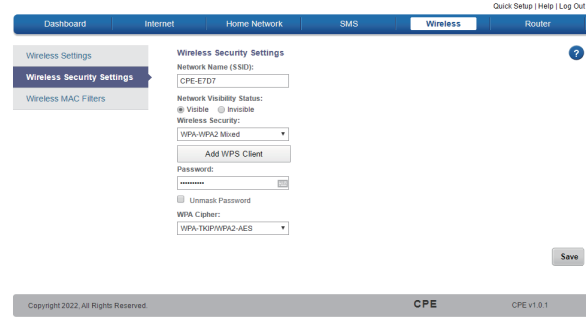 Quick Setup | Help | Log Out
Dashboard Internet Home Network SMS Wireless Router
Wireless Settings
Wireless Security Settings
Wireless MAC Filters
Wireless Security Settings
?
Network Name (SSID):
CPE-E7D7
Network Visibility Status:
Visible Invisible
Wireless Security:
WPA-WPA2 Mixed
Add WPS Client
Password:
••••••••••
Unmask Password
WPA Cipher:
WPA-TKIP/WPA2-AES
Save
Copyright 2022, All Rights Reserved. CPE CPE v1.0.1